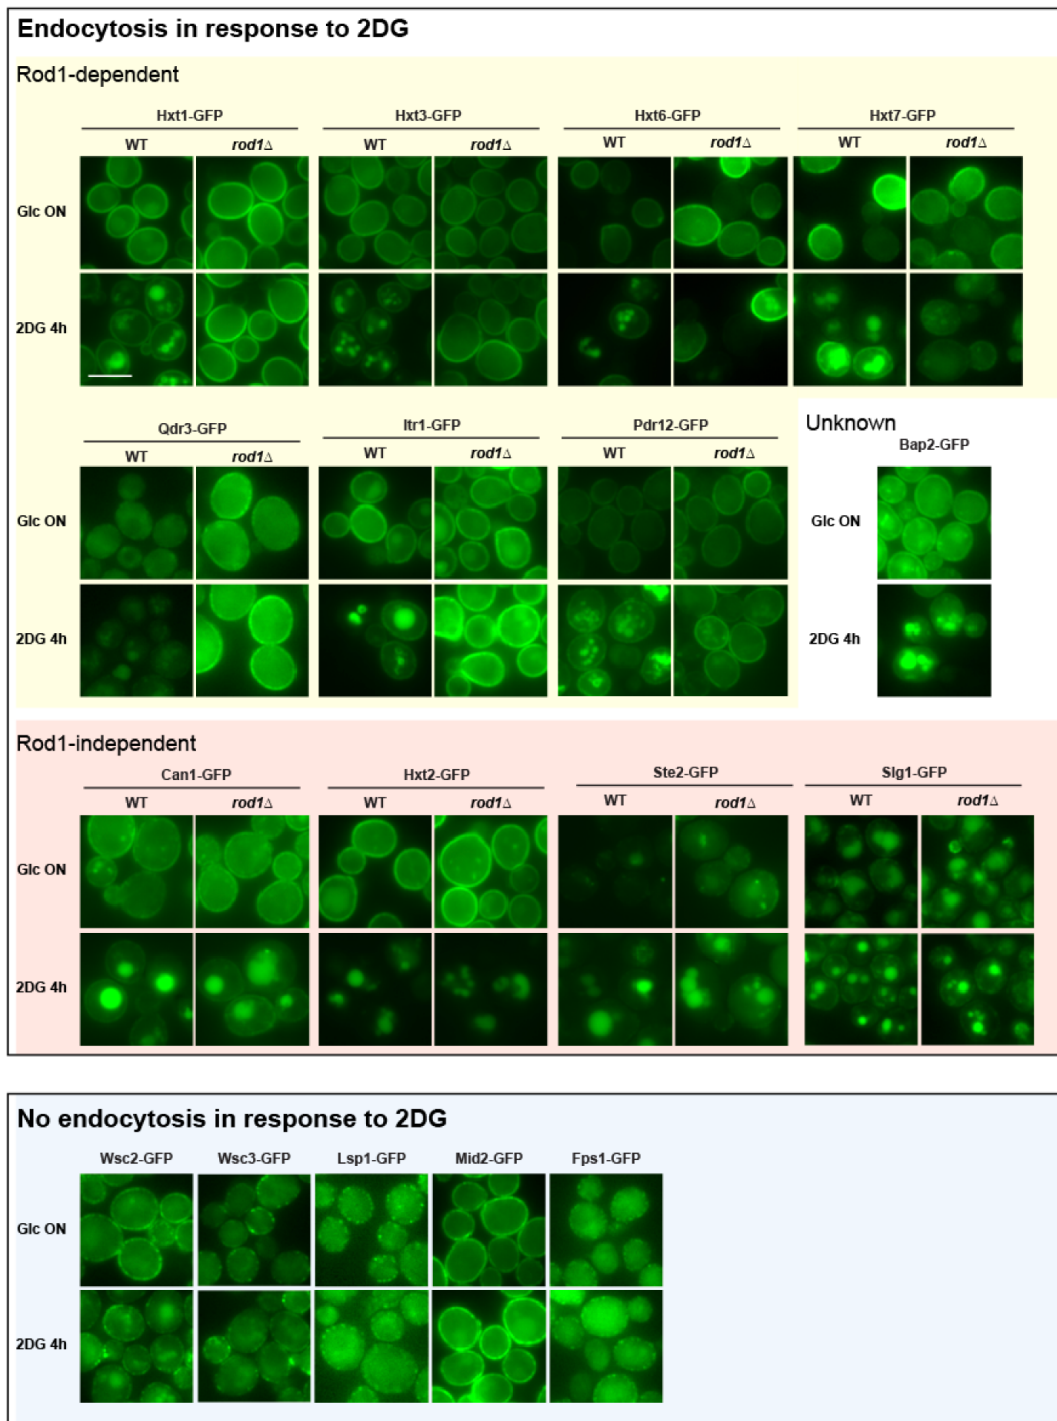 Endocytosis in response to 2DG
Rod1-dependent
Hxt1-GFP Hxt3-GFP Hxt6-GFP Hxt7-GFP
WT rod1Δ WT rod1Δ WT rod1Δ WT rod1Δ
Glc ON
2DG 4h
Qdr3-GFP Itr1-GFP Pdr12-GFP
WT rod1Δ WT rod1Δ WT rod1Δ
Glc ON
2DG 4h
Unknown
Bap2-GFP
Glc ON
2DG 4h
Rod1-independent
Can1-GFP Hxt2-GFP Ste2-GFP Slg1-GFP
WT rod1Δ WT rod1Δ WT rod1Δ WT rod1Δ
Glc ON
2DG 4h
No endocytosis in response to 2DG
Wsc2-GFP Wsc3-GFP Lsp1-GFP Mid2-GFP Fps1-GFP
Glc ON
2DG 4h